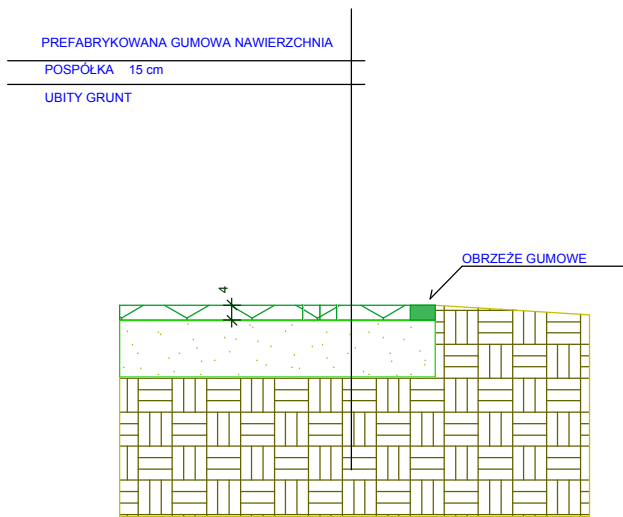 PREFABRYKOWANA GUMOWA NAWIERZCHNIA
POSPÓŁKA 15 cm
UBITY GRUNT
OBRZEŻE GUMOWE
4